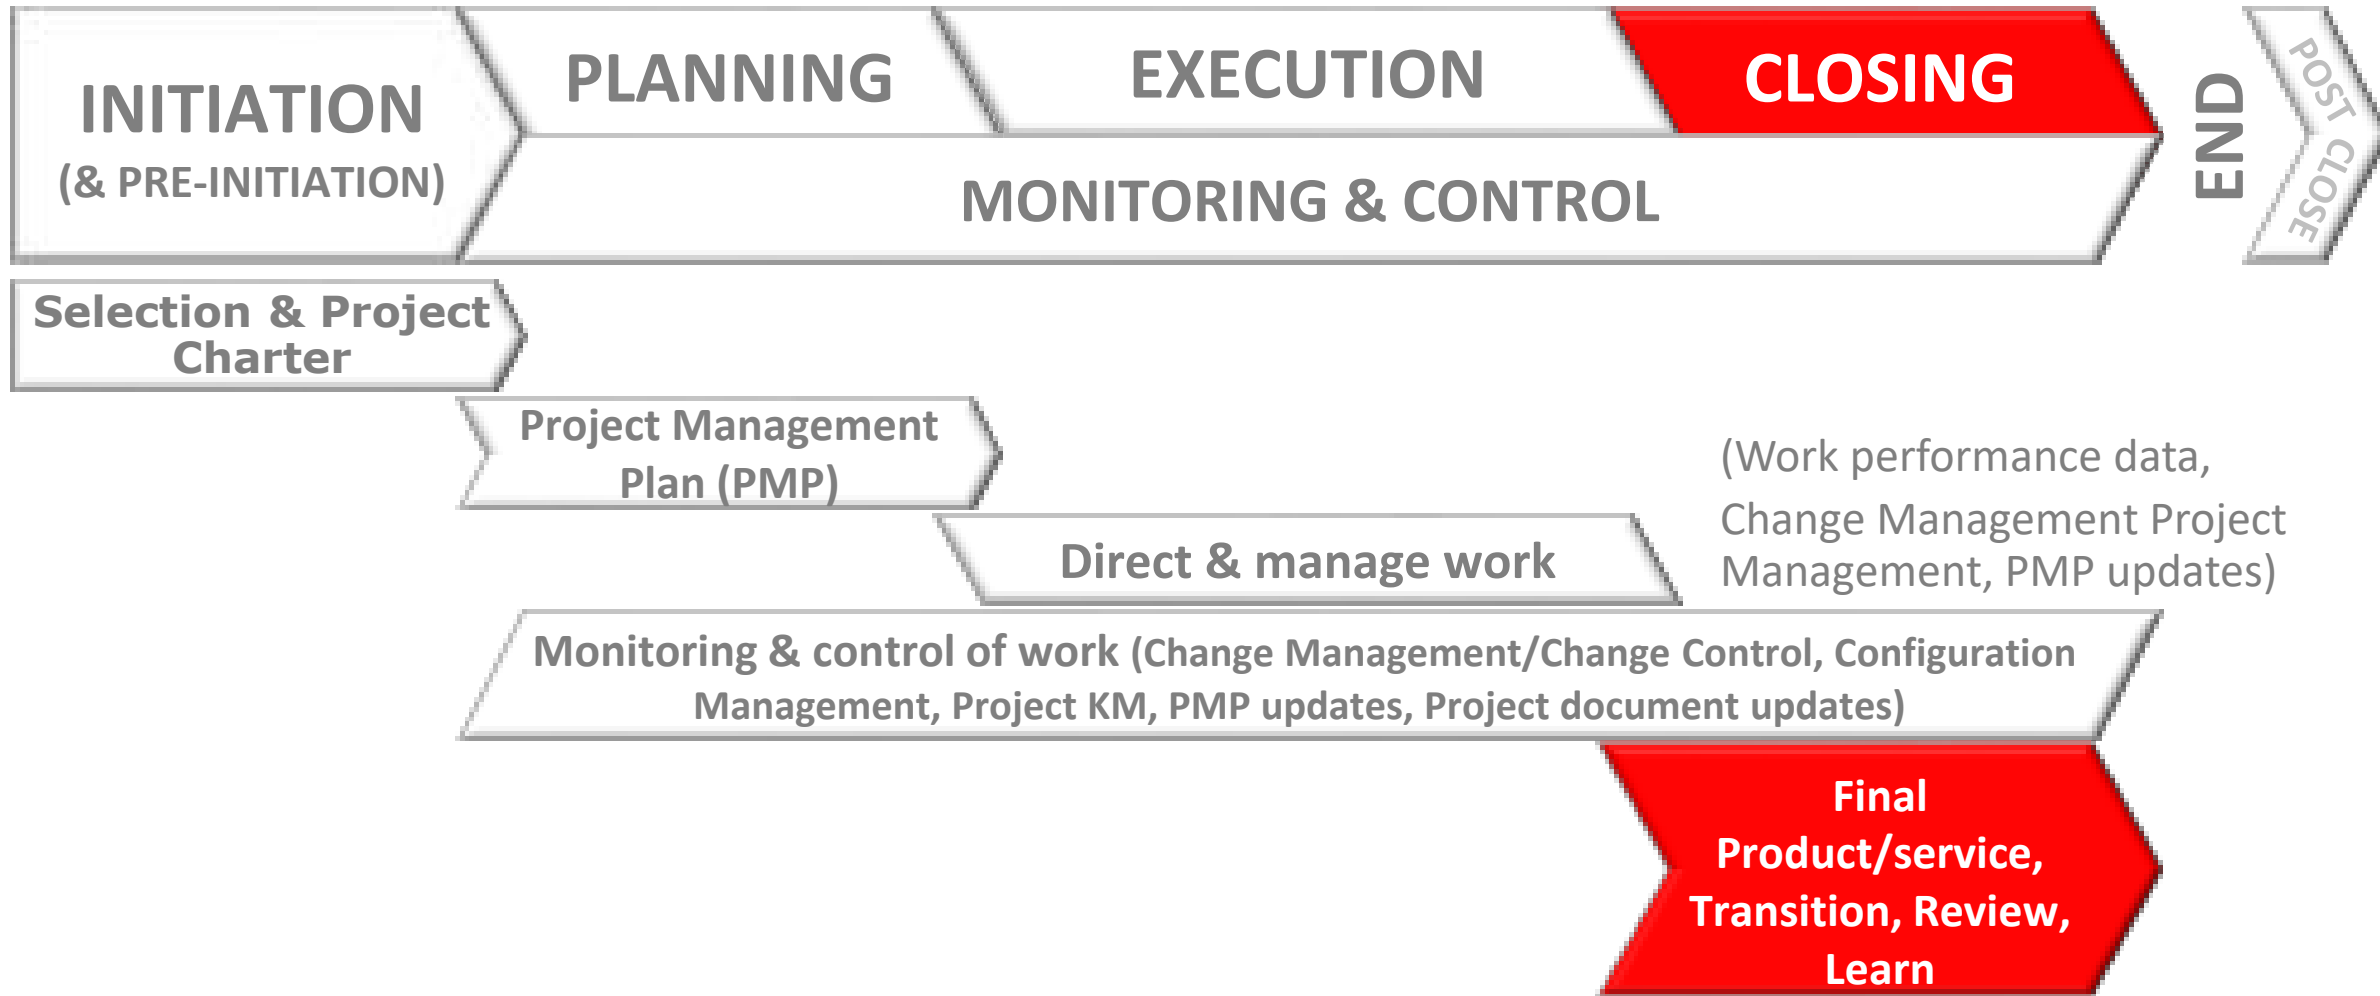 INITIATION
(& PRE-INITIATION)
PLANNING
EXECUTION
CLOSING
MONITORING & CONTROL
END
POST CLOSE
Selection & Project
Charter
Project Management
Plan (PMP)
(Work performance data,
Change Management Project
Management, PMP updates)
Direct & manage work
Monitoring & control of work (Change Management/Change Control, Configuration
Management, Project KM, PMP updates, Project document updates)
Final
Product/service,
Transition, Review,
Learn